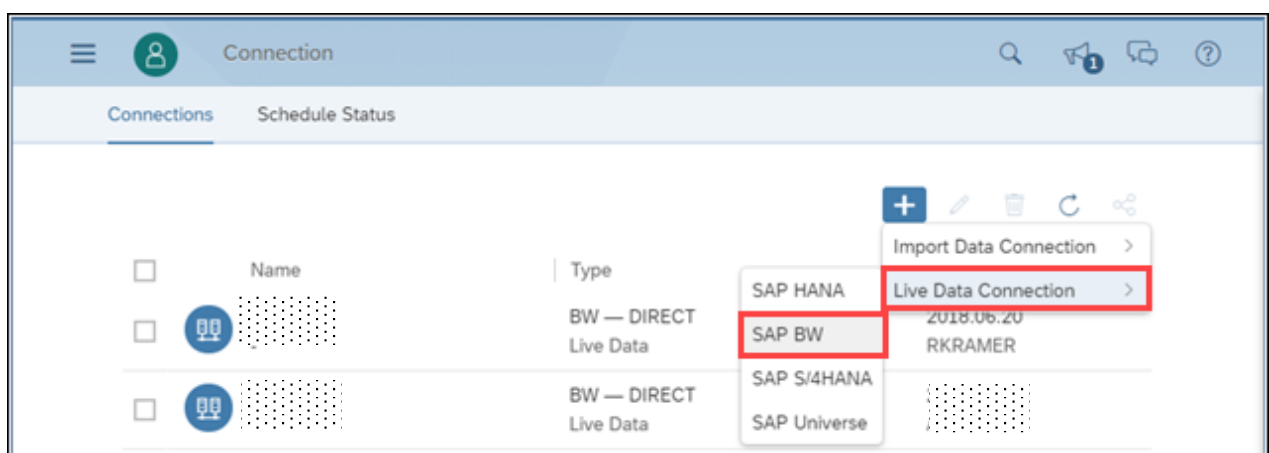 Connection
1
Connections Schedule Status
Import Data Connection
Name Type
SAP HANA Live Data Connection
BW — DIRECT SAP BW 2018.06.20
Live Data RKRAMER
SAP S/4HANA
BW — DIRECT
Live Data SAP Universe